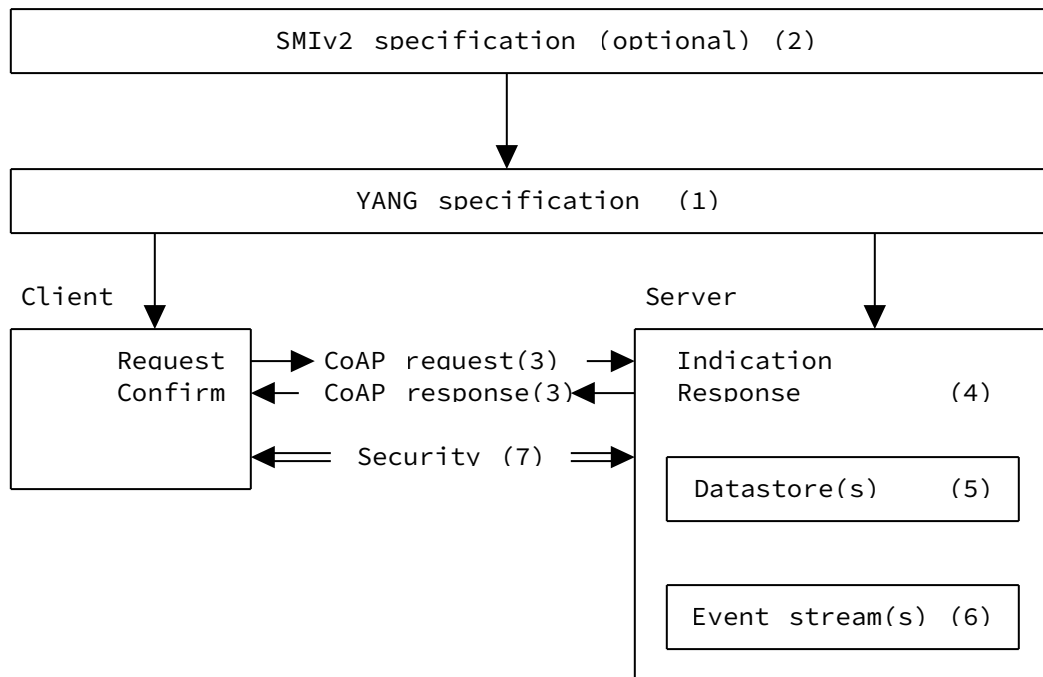 SMIv2 specification (optional) (2)
YANG specification (1)
Client
Server
Request CoAP request(3) Indication
Confirm CoAP response(3) Response (4)
Security (7)
Datastore(s) (5)
Event stream(s) (6)